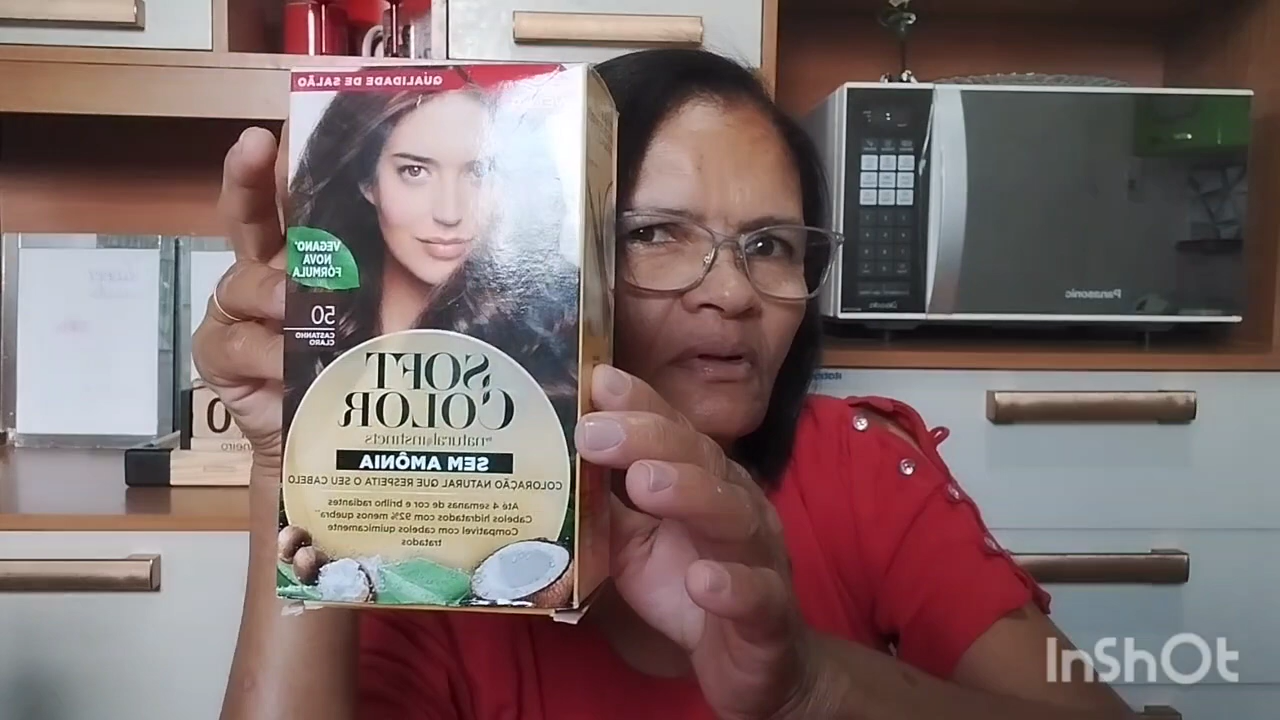 QUALIDADE DE SALÃO
VEGANO*
NOVA
FÓRMULA
50
CASTANHO
CLARO
SOFT
COLOR
by natural instincts
SEM AMÔNIA
COLORAÇÃO NATURAL QUE RESPEITA O SEU CABELO
Até 4 semanas de cor e brilho radiantes
Cabelos hidratados com 92% menos quebra**
Compatível com cabelos quimicamente
tratados
Panasonic
InShOt